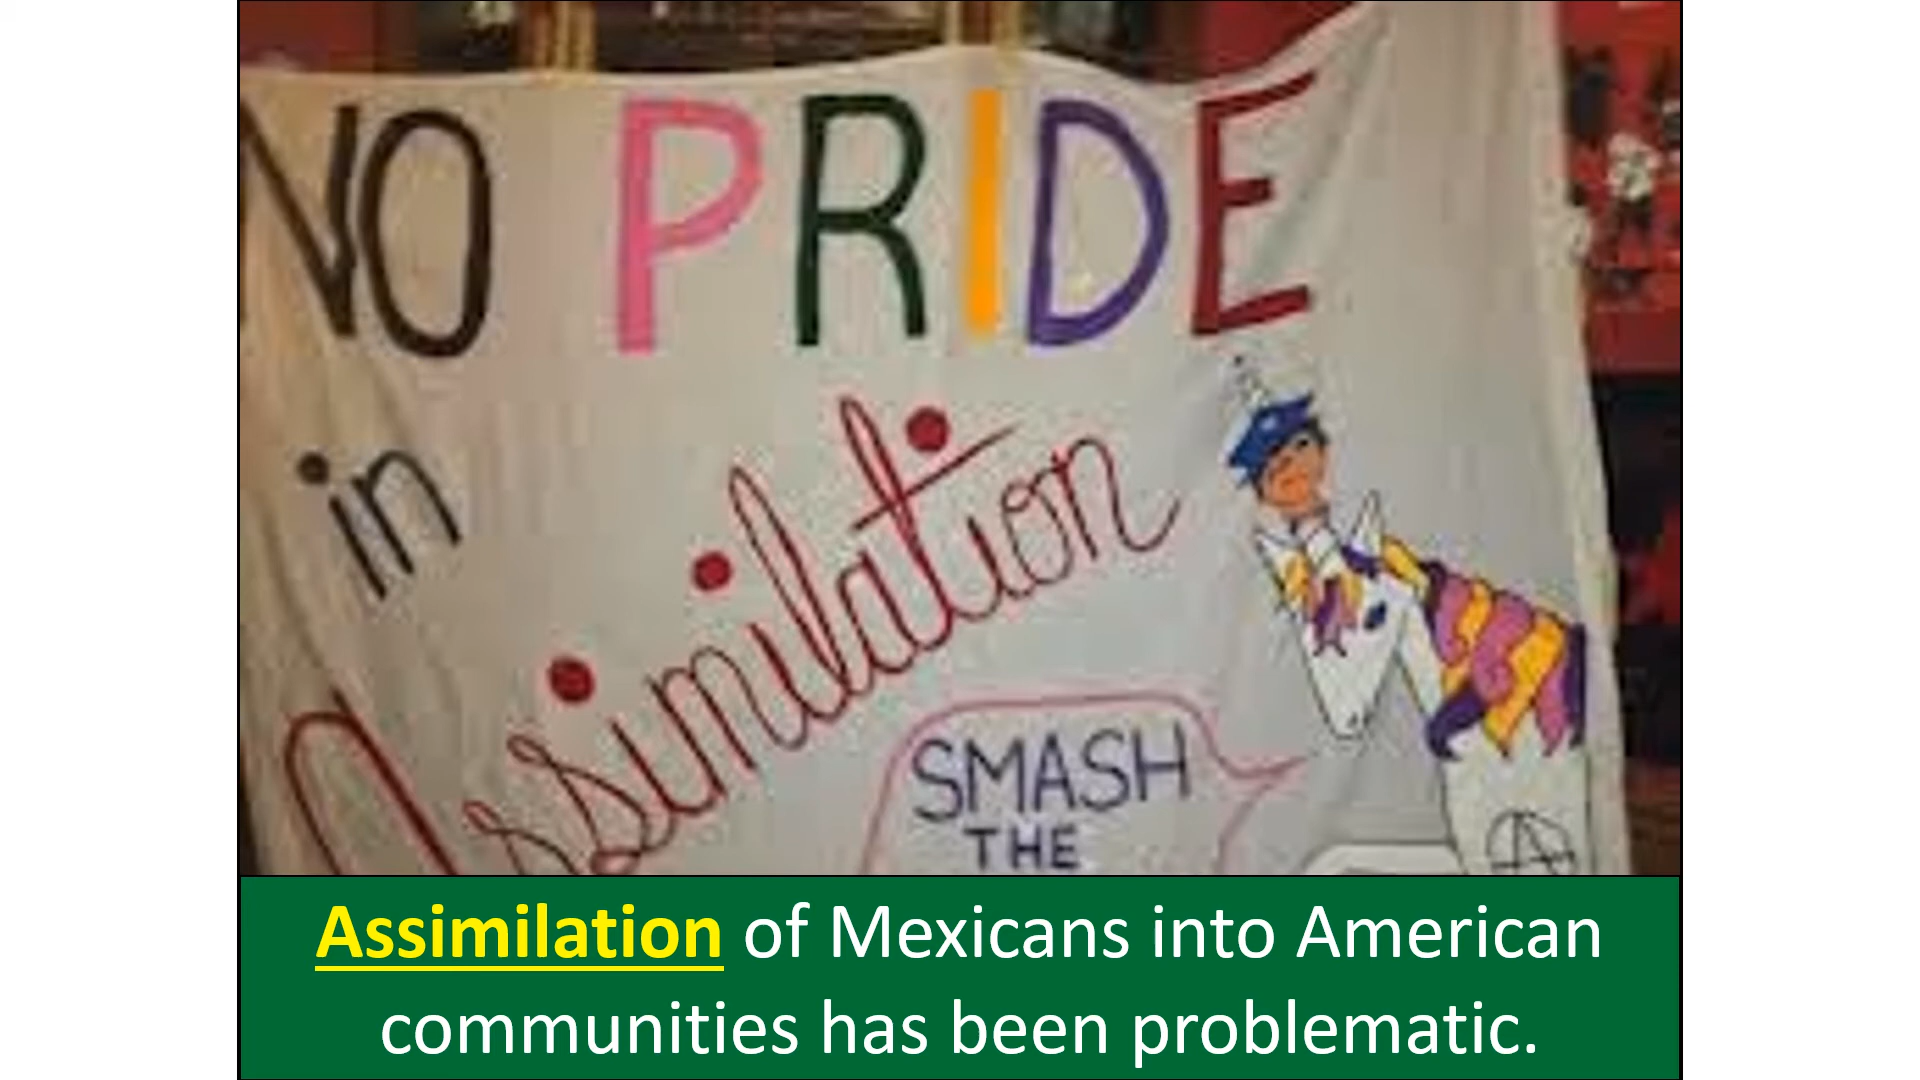 NO PRIDE
in
Assimilation
SMASH
THE
Assimilation of Mexicans into American
communities has been problematic.